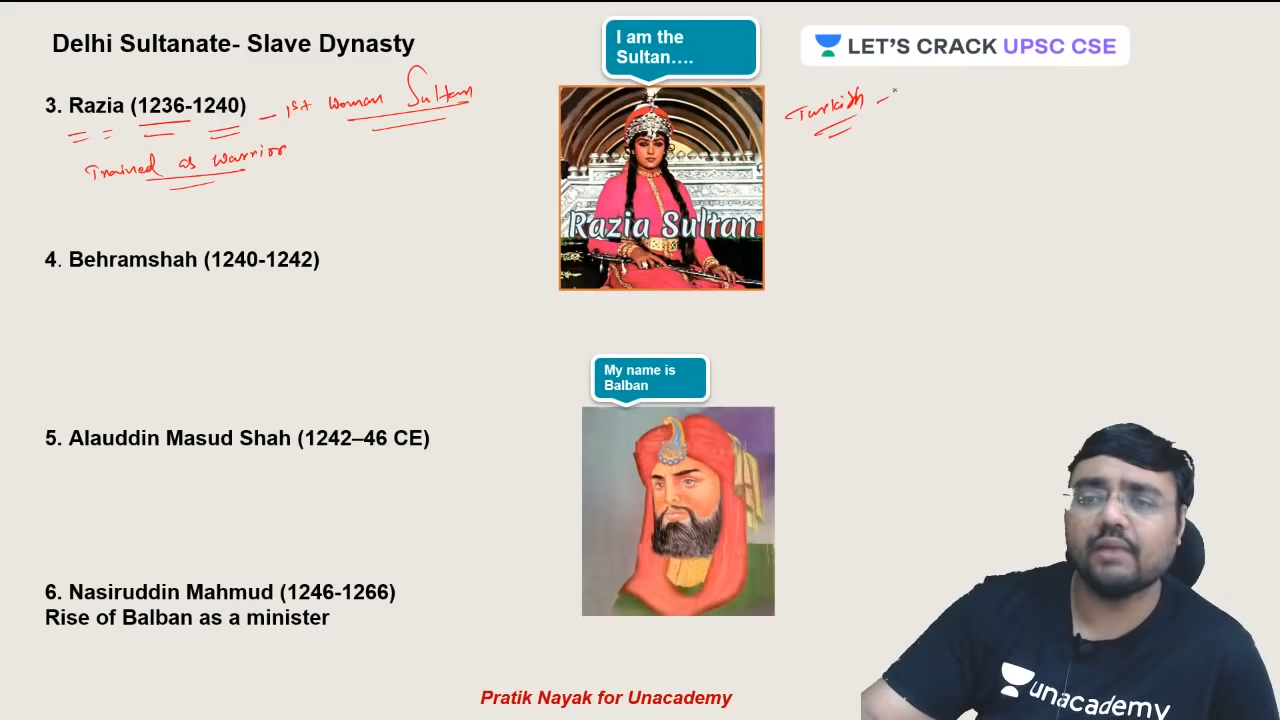 Delhi Sultanate- Slave Dynasty
I am the
Sultan....
LET'S CRACK UPSC CSE
3. Razia (1236-1240) - 1st Woman Sultan
Trained as Warrior
Turkish -
Razia Sultan
4. Behramshah (1240-1242)
My name is
Balban
5. Alauddin Masud Shah (1242–46 CE)
6. Nasiruddin Mahmud (1246-1266)
Rise of Balban as a minister
unacademy
Pratik Nayak for Unacademy